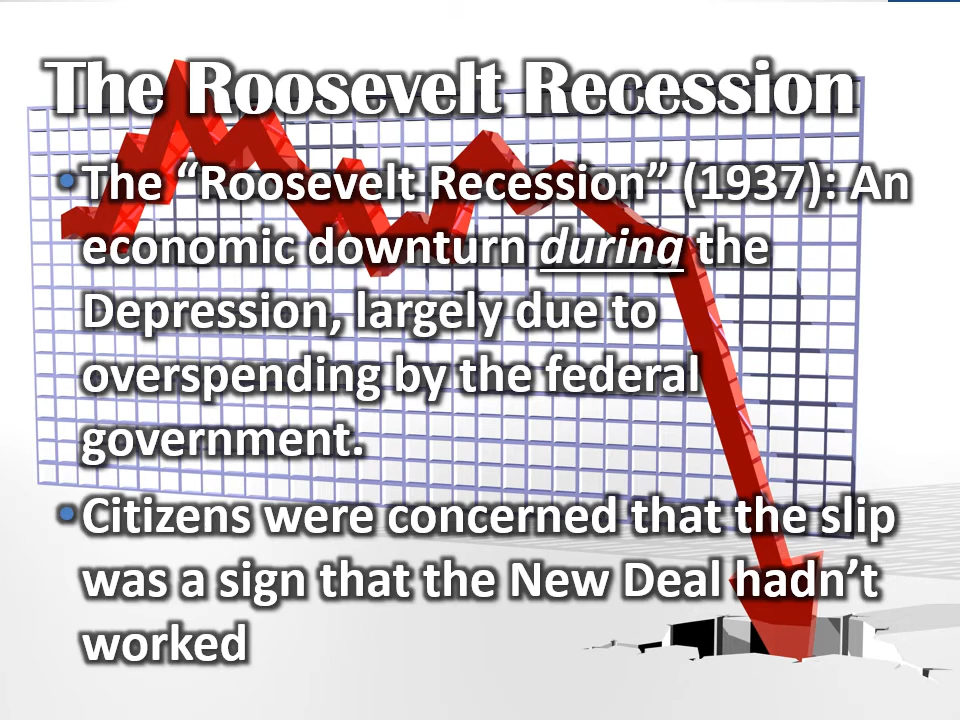 The Roosevelt Recession
•The “Roosevelt Recession” (1937): An
economic downturn during the
Depression, largely due to
overspending by the federal
government.
•Citizens were concerned that the slip
was a sign that the New Deal hadn’t
worked